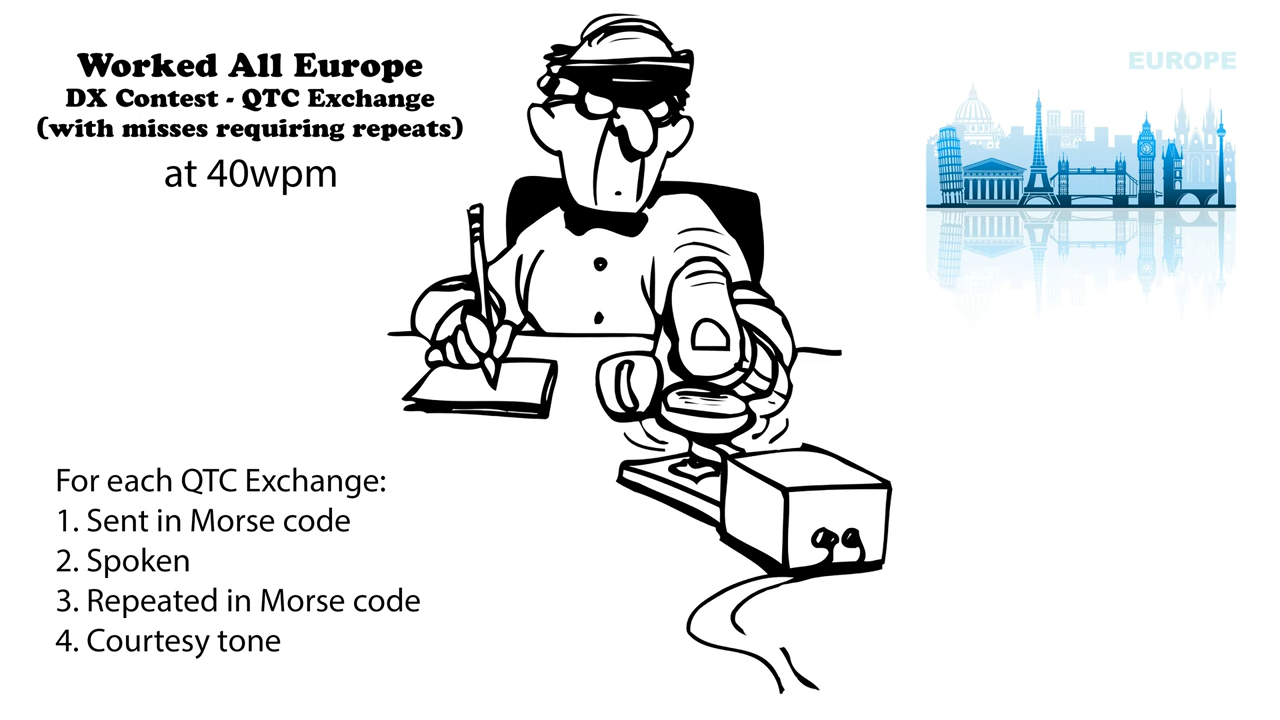 Worked All Europe
DX Contest - QTC Exchange
(with misses requiring repeats)
at 40wpm
EUROPE
For each QTC Exchange:
1. Sent in Morse code
2. Spoken
3. Repeated in Morse code
4. Courtesy tone